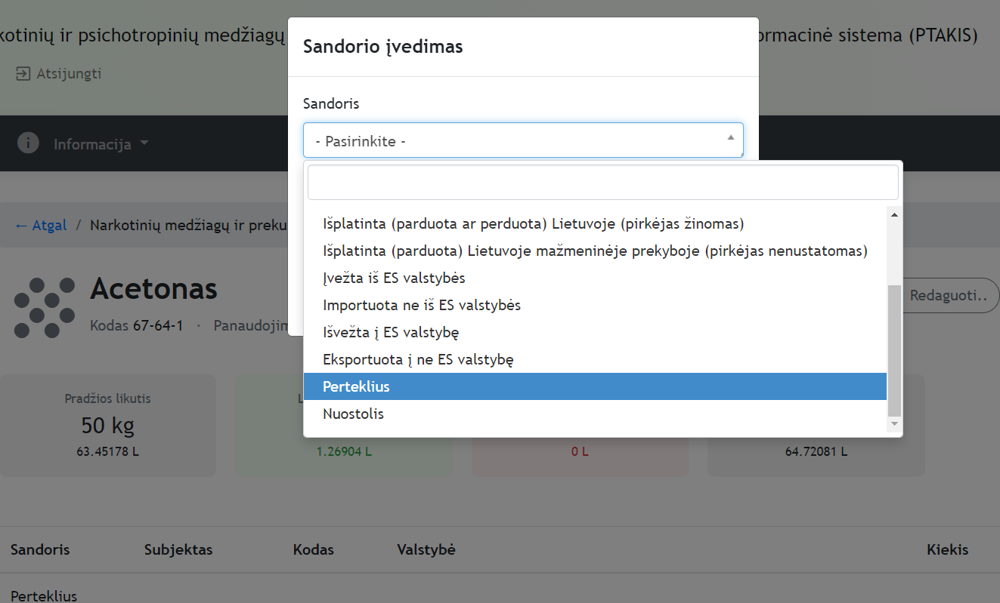 kotinių ir psichotropinių medžiagų
ormacinė sistema (PTAKIS)
Atsijungti
Informacija
← Atgal / Narkotinių medžiagų ir preku
Acetonas
Kodas 67-64-1 · Panaudojim
Redaguoti..
Sandorio įvedimas
Sandoris
- Pasirinkite -
Išplatinta (parduota ar perduota) Lietuvoje (pirkėjas žinomas)
Išplatinta (parduota) Lietuvoje mažmeninėje prekyboje (pirkėjas nenustatomas)
Įvežta iš ES valstybės
Importuota ne iš ES valstybės
Išvežta į ES valstybę
Eksportuota į ne ES valstybę
Perteklius
Nuostolis
Pradžios likutis
50 kg
63.45178 L
1.26904 L
0 L
64.72081 L
Sandoris Subjektas Kodas Valstybė Kiekis
Perteklius